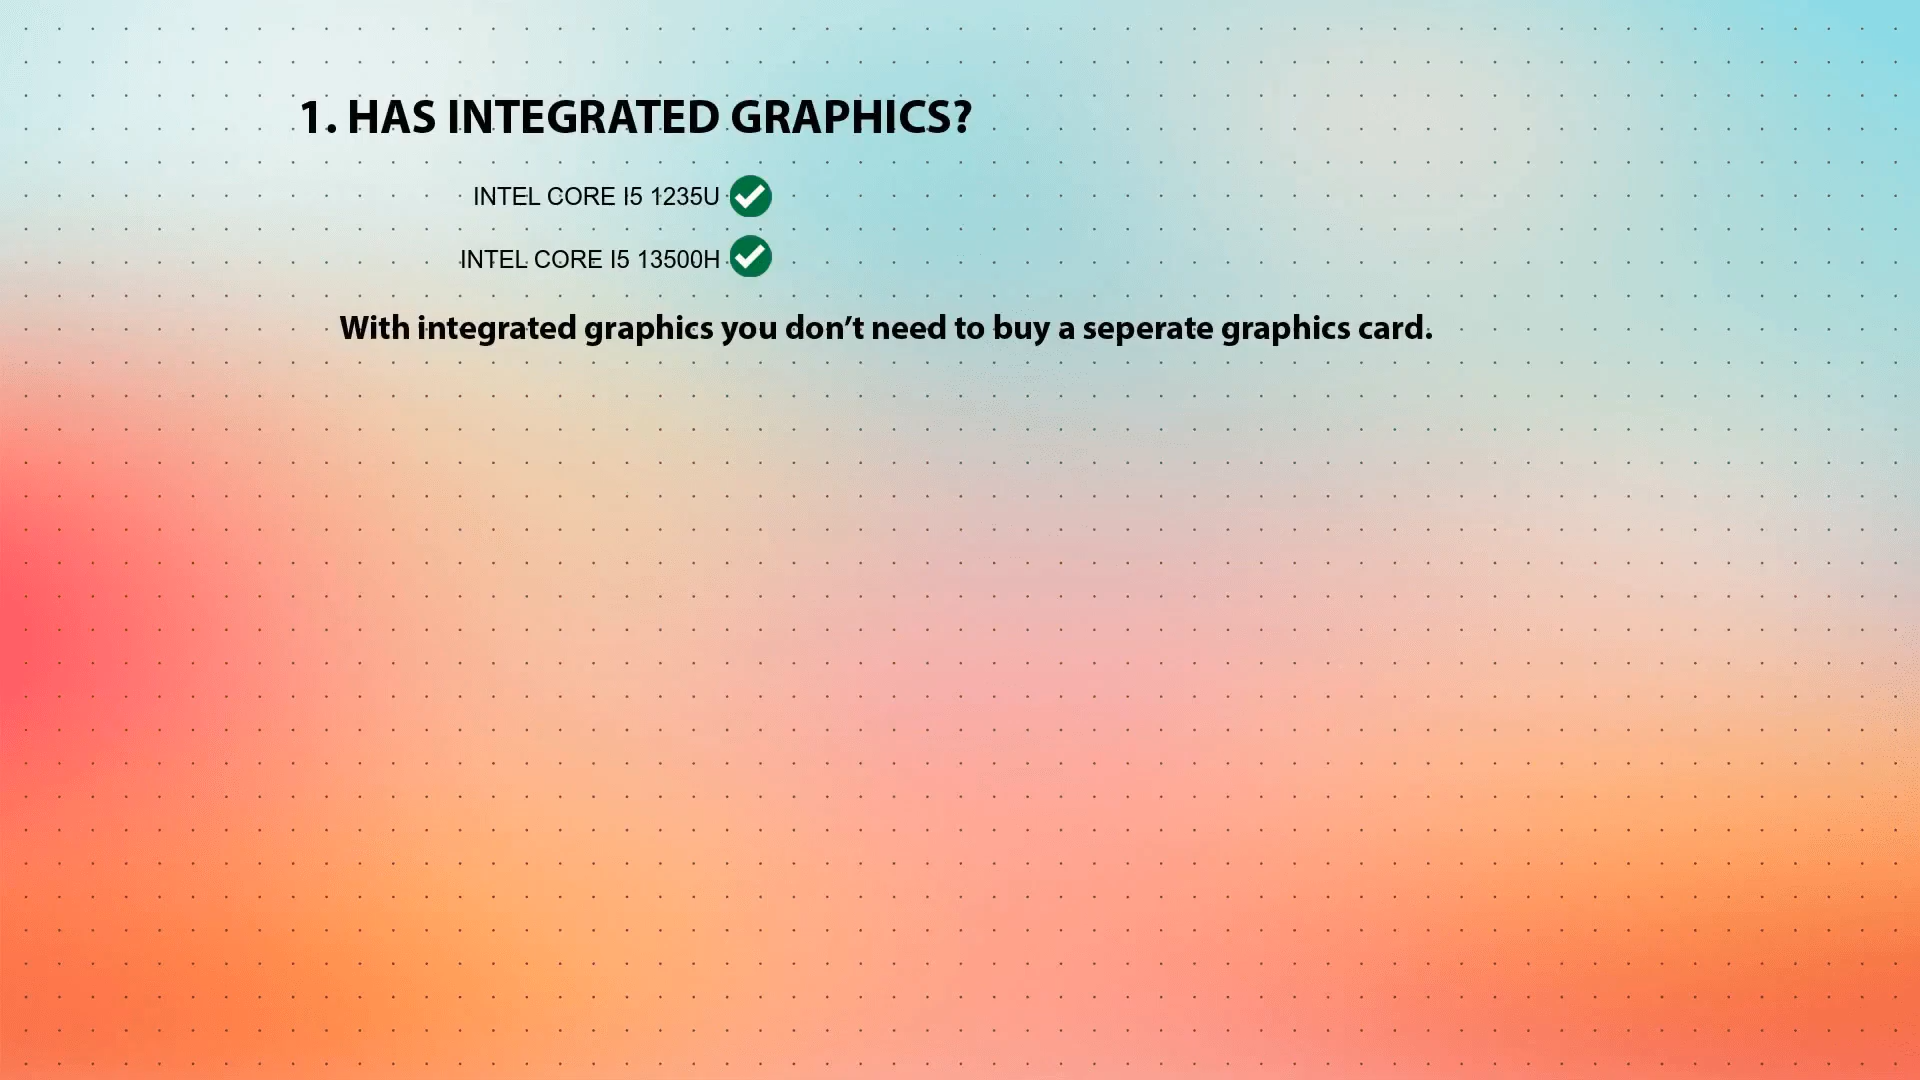 1. HAS INTEGRATED GRAPHICS?
INTEL CORE I5 1235U
INTEL CORE I5 13500H
With integrated graphics you don’t need to buy a seperate graphics card.